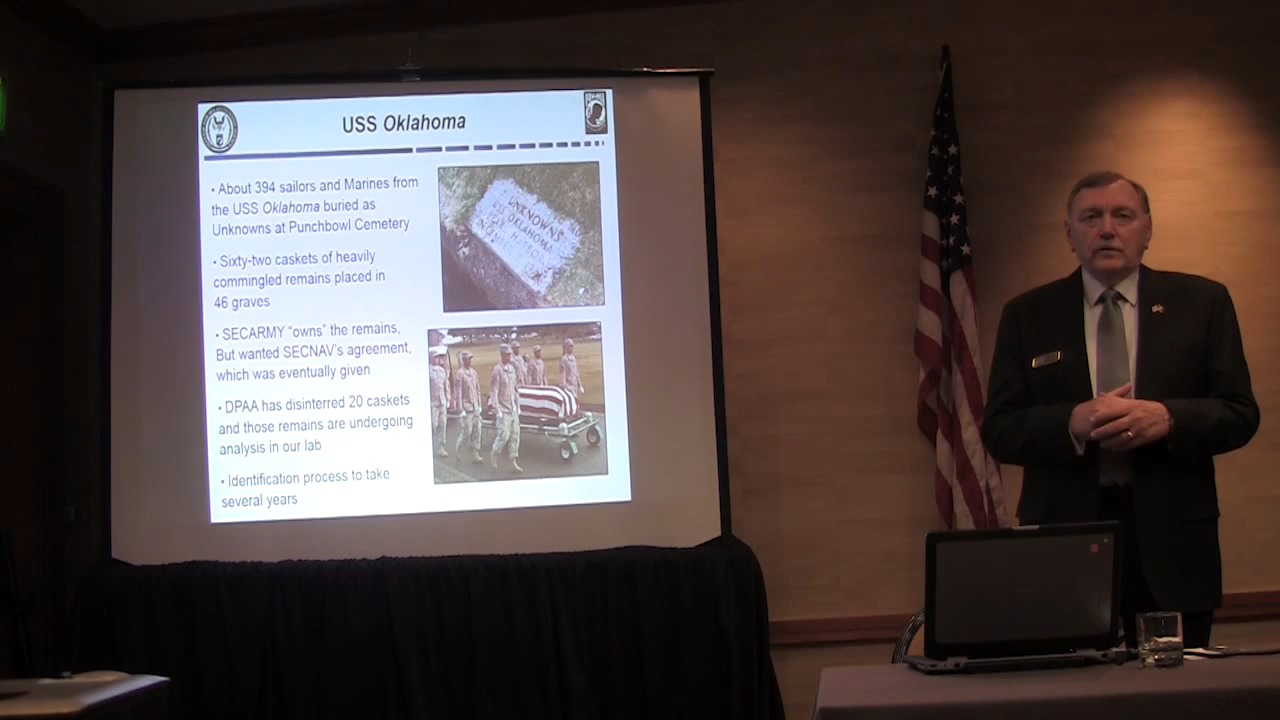 USS Oklahoma
• About 394 sailors and Marines from
the USS Oklahoma buried as
Unknowns at Punchbowl Cemetery
• Sixty-two caskets of heavily
commingled remains placed in
46 graves
• SECARMY “owns” the remains,
But wanted SECNAV’s agreement,
which was eventually given
• DPAA has disinterred 20 caskets
and those remains are undergoing
analysis in our lab
• Identification process to take
several years
UNKNOWNS
USS OKLAHOMA